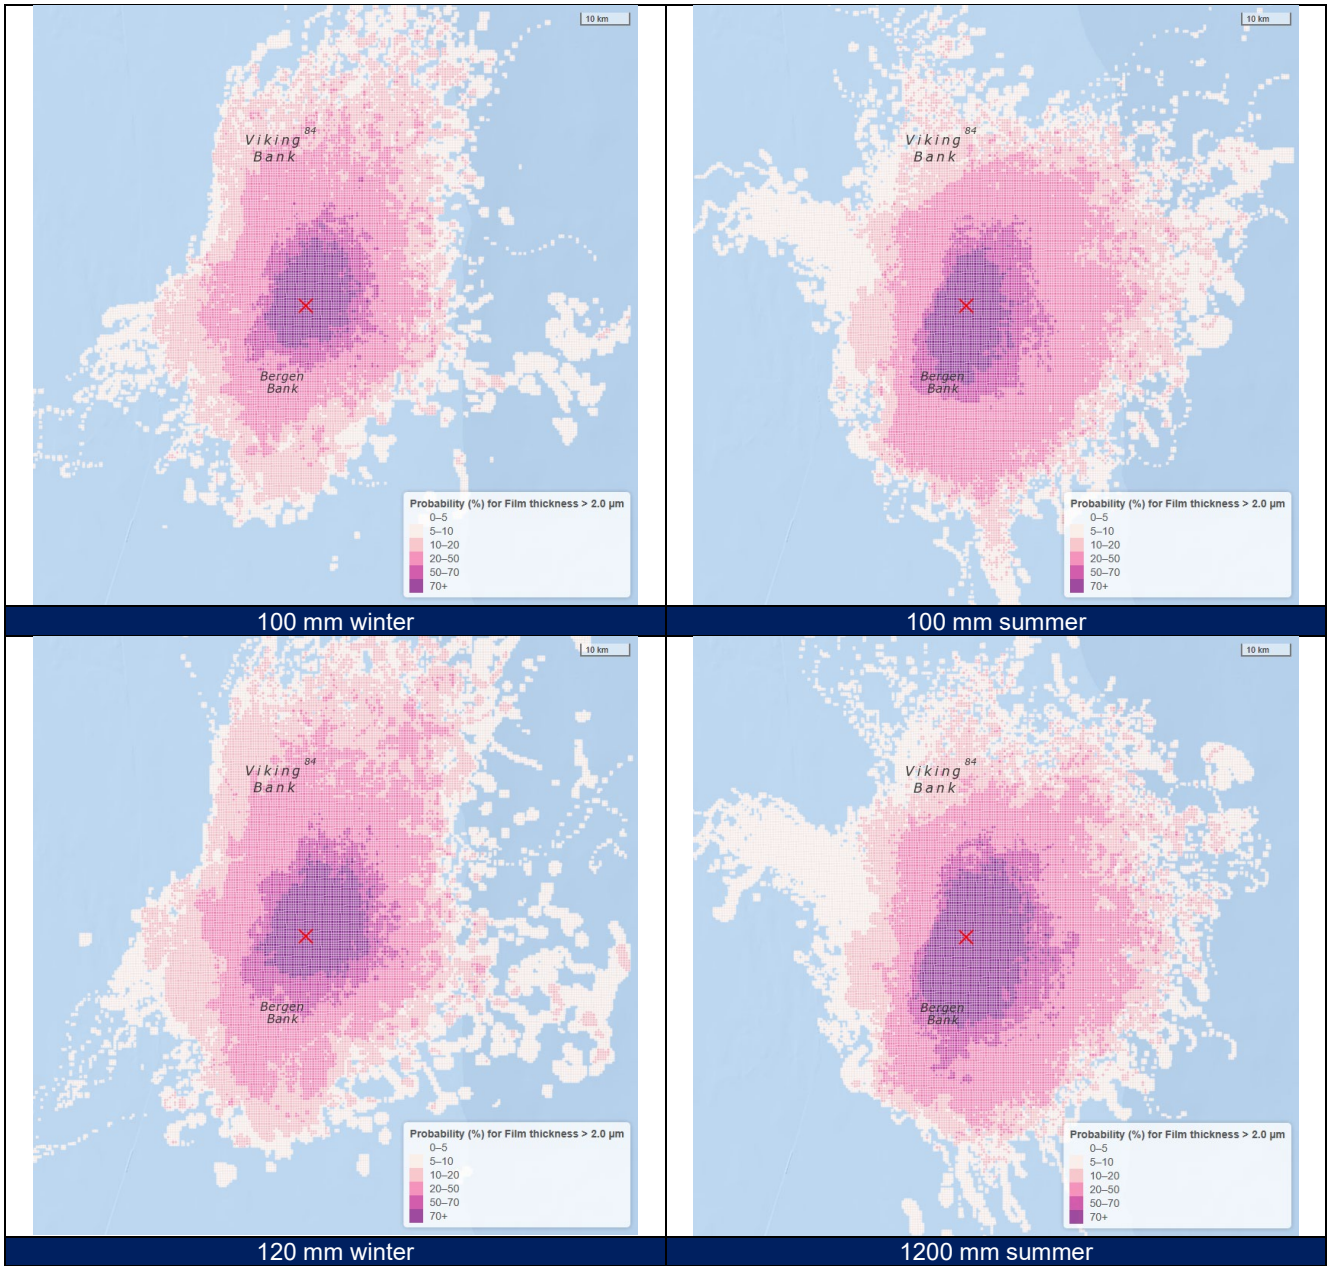 10 km
84
Viking
Bank
Bergen
Bank
Probability (%) for Film thickness > 2.0 µm
0–5
5–10
10–20
20–50
50–70
70+
100 mm winter
10 km
84
Viking
Bank
Bergen
Bank
Probability (%) for Film thickness > 2.0 µm
0–5
5–10
10–20
20–50
50–70
70+
100 mm summer
10 km
84
Viking
Bank
Bergen
Bank
Probability (%) for Film thickness > 2.0 µm
0–5
5–10
10–20
20–50
50–70
70+
120 mm winter
10 km
84
Viking
Bank
Bergen
Bank
Probability (%) for Film thickness > 2.0 µm
0–5
5–10
10–20
20–50
50–70
70+
1200 mm summer